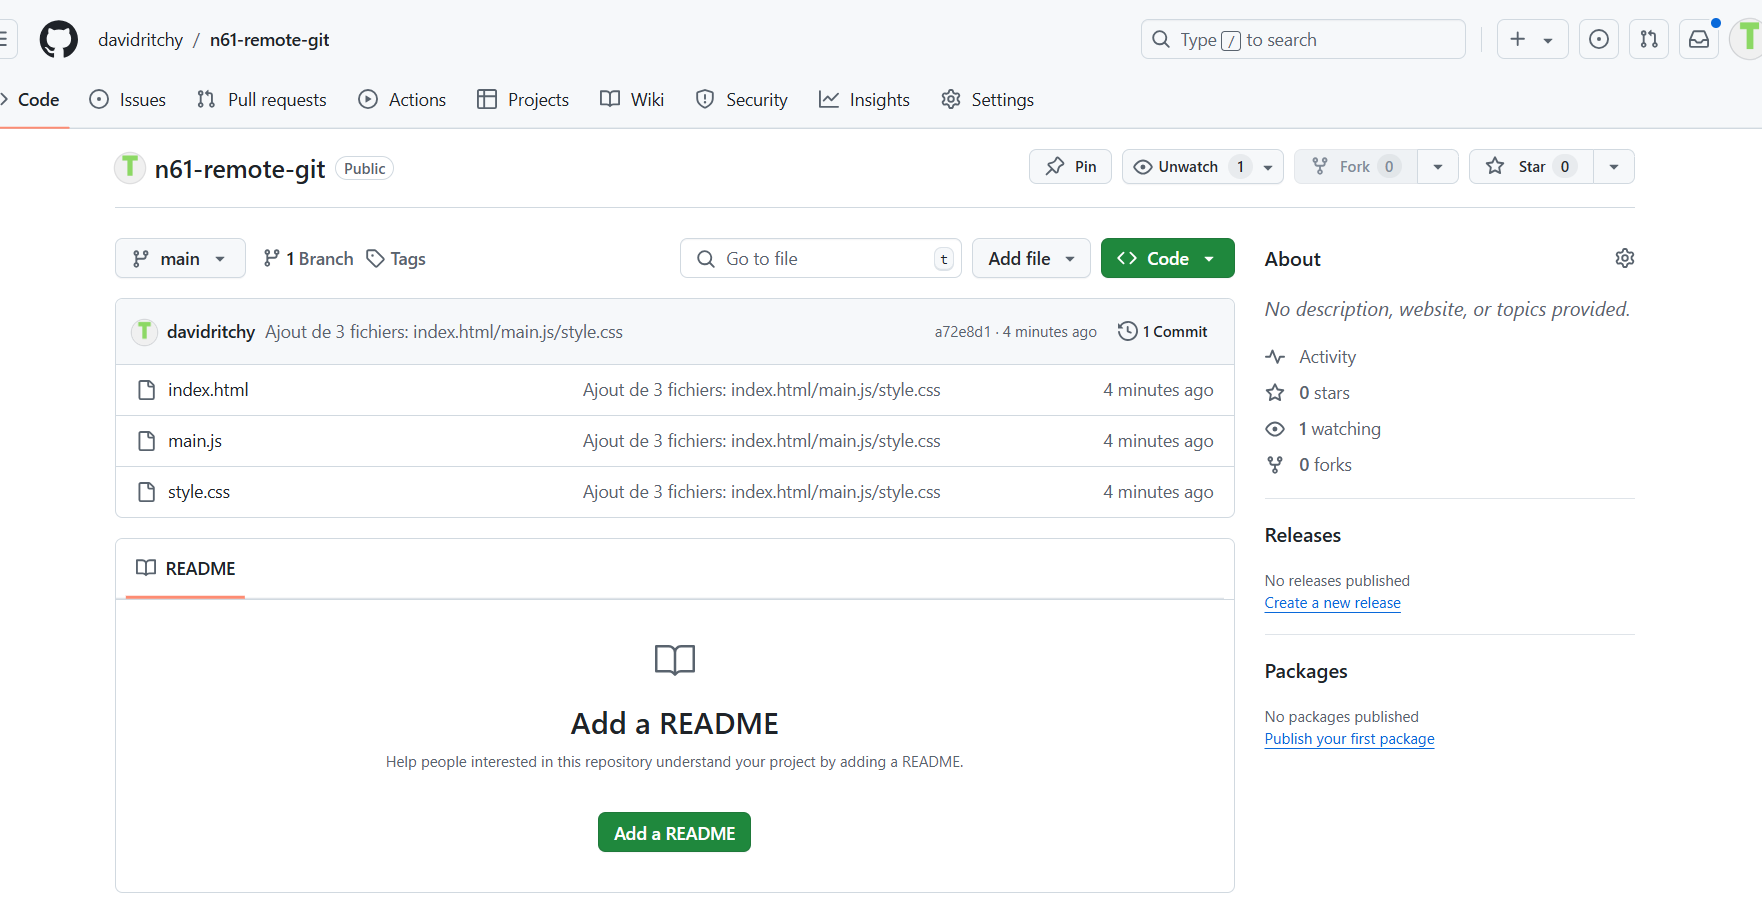 davidritchy / n61-remote-git
Type / to search
Code Issues Pull requests Actions Projects Wiki Security Insights Settings
T n61-remote-git Public
Pin Unwatch 1 Fork 0 Star 0
main 1 Branch Tags Go to file t Add file Code
T davidritchy Ajout de 3 fichiers: index.html/main.js/style.css a72e8d1 · 4 minutes ago 1 Commit
index.html Ajout de 3 fichiers: index.html/main.js/style.css 4 minutes ago
main.js Ajout de 3 fichiers: index.html/main.js/style.css 4 minutes ago
style.css Ajout de 3 fichiers: index.html/main.js/style.css 4 minutes ago
README
Add a README
Help people interested in this repository understand your project by adding a README.
Add a README
About
No description, website, or topics provided.
Activity
0 stars
1 watching
0 forks
Releases
No releases published
Create a new release
Packages
No packages published
Publish your first package